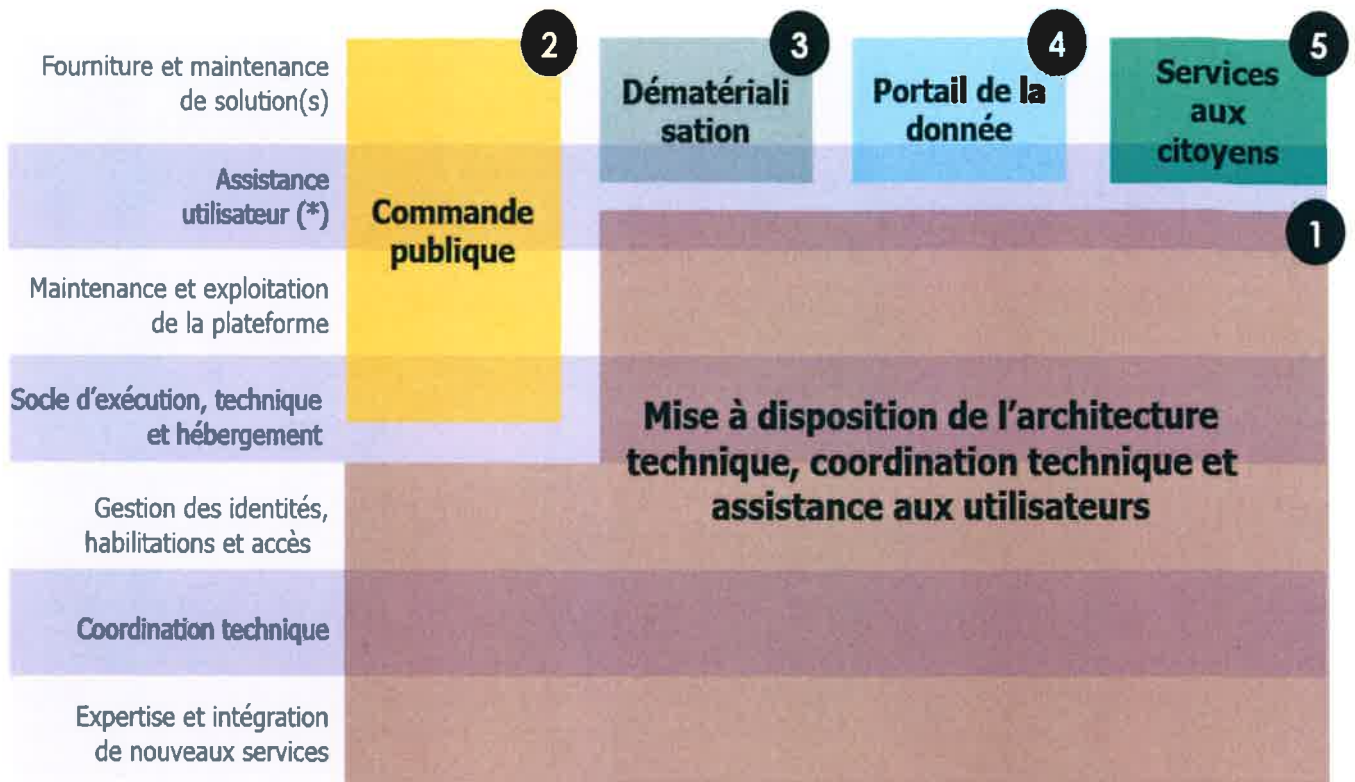 Fourniture et maintenance
de solution(s)
Assistance
utilisateur (*)
Maintenance et exploitation
de la plateforme
Socle d'exécution, technique
et hébergement
Gestion des identités,
habilitations et accès
Coordination technique
Expertise et intégration
de nouveaux services
2
Commande
publique
3
Dématériali
sation
4
Portail de la
donnée
5
Services
aux
citoyens
1
Mise à disposition de l'architecture
technique, coordination technique et
assistance aux utilisateurs